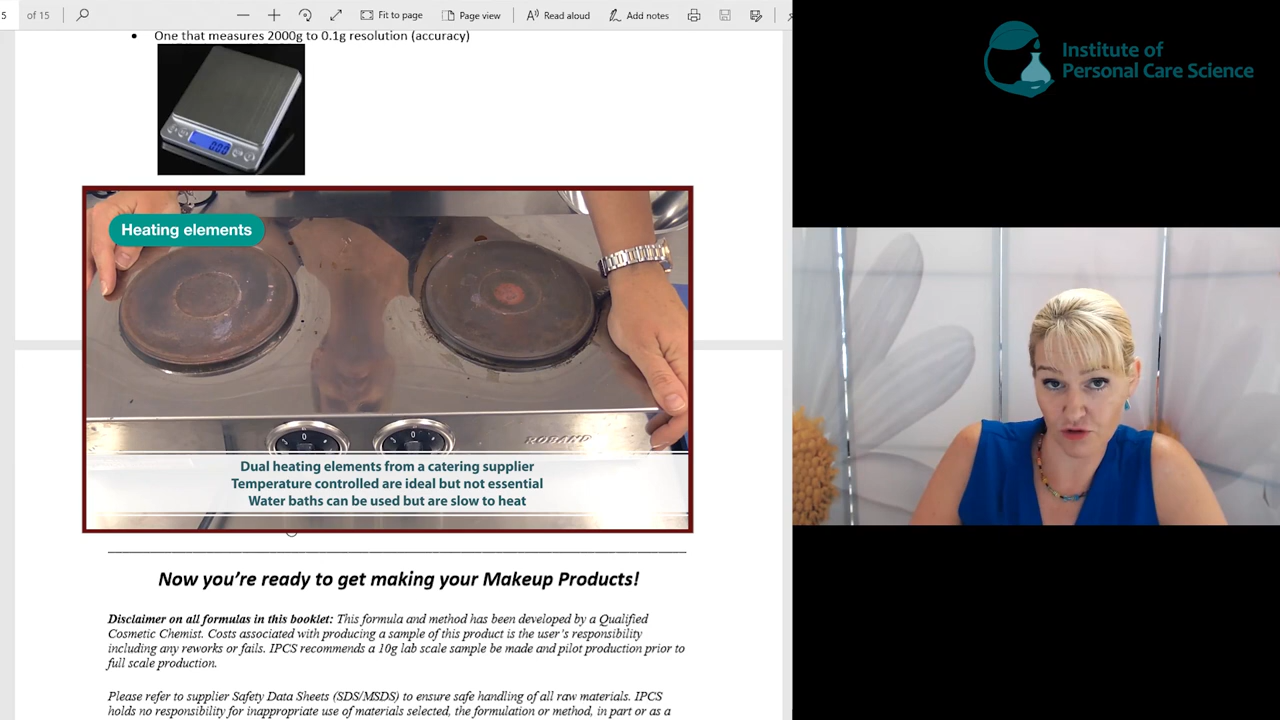 5 of 15
Fit to page
Page view
Read aloud
Add notes
Institute of
Personal Care Science
• One that measures 2000g to 0.1g resolution (accuracy)
000
Heating elements
0
0
ROBAND
Dual heating elements from a catering supplier
Temperature controlled are ideal but not essential
Water baths can be used but are slow to heat
Now you're ready to get making your Makeup Products!
Disclaimer on all formulas in this booklet: This formula and method has been developed by a Qualified
Cosmetic Chemist. Costs associated with producing a sample of this product is the user's responsibility
including any reworks or fails. IPCS recommends a 10g lab scale sample be made and pilot production prior to
full scale production.
Please refer to supplier Safety Data Sheets (SDS/MSDS) to ensure safe handling of all raw materials. IPCS
holds no responsibility for inappropriate use of materials selected, the formulation or method, in part or as a